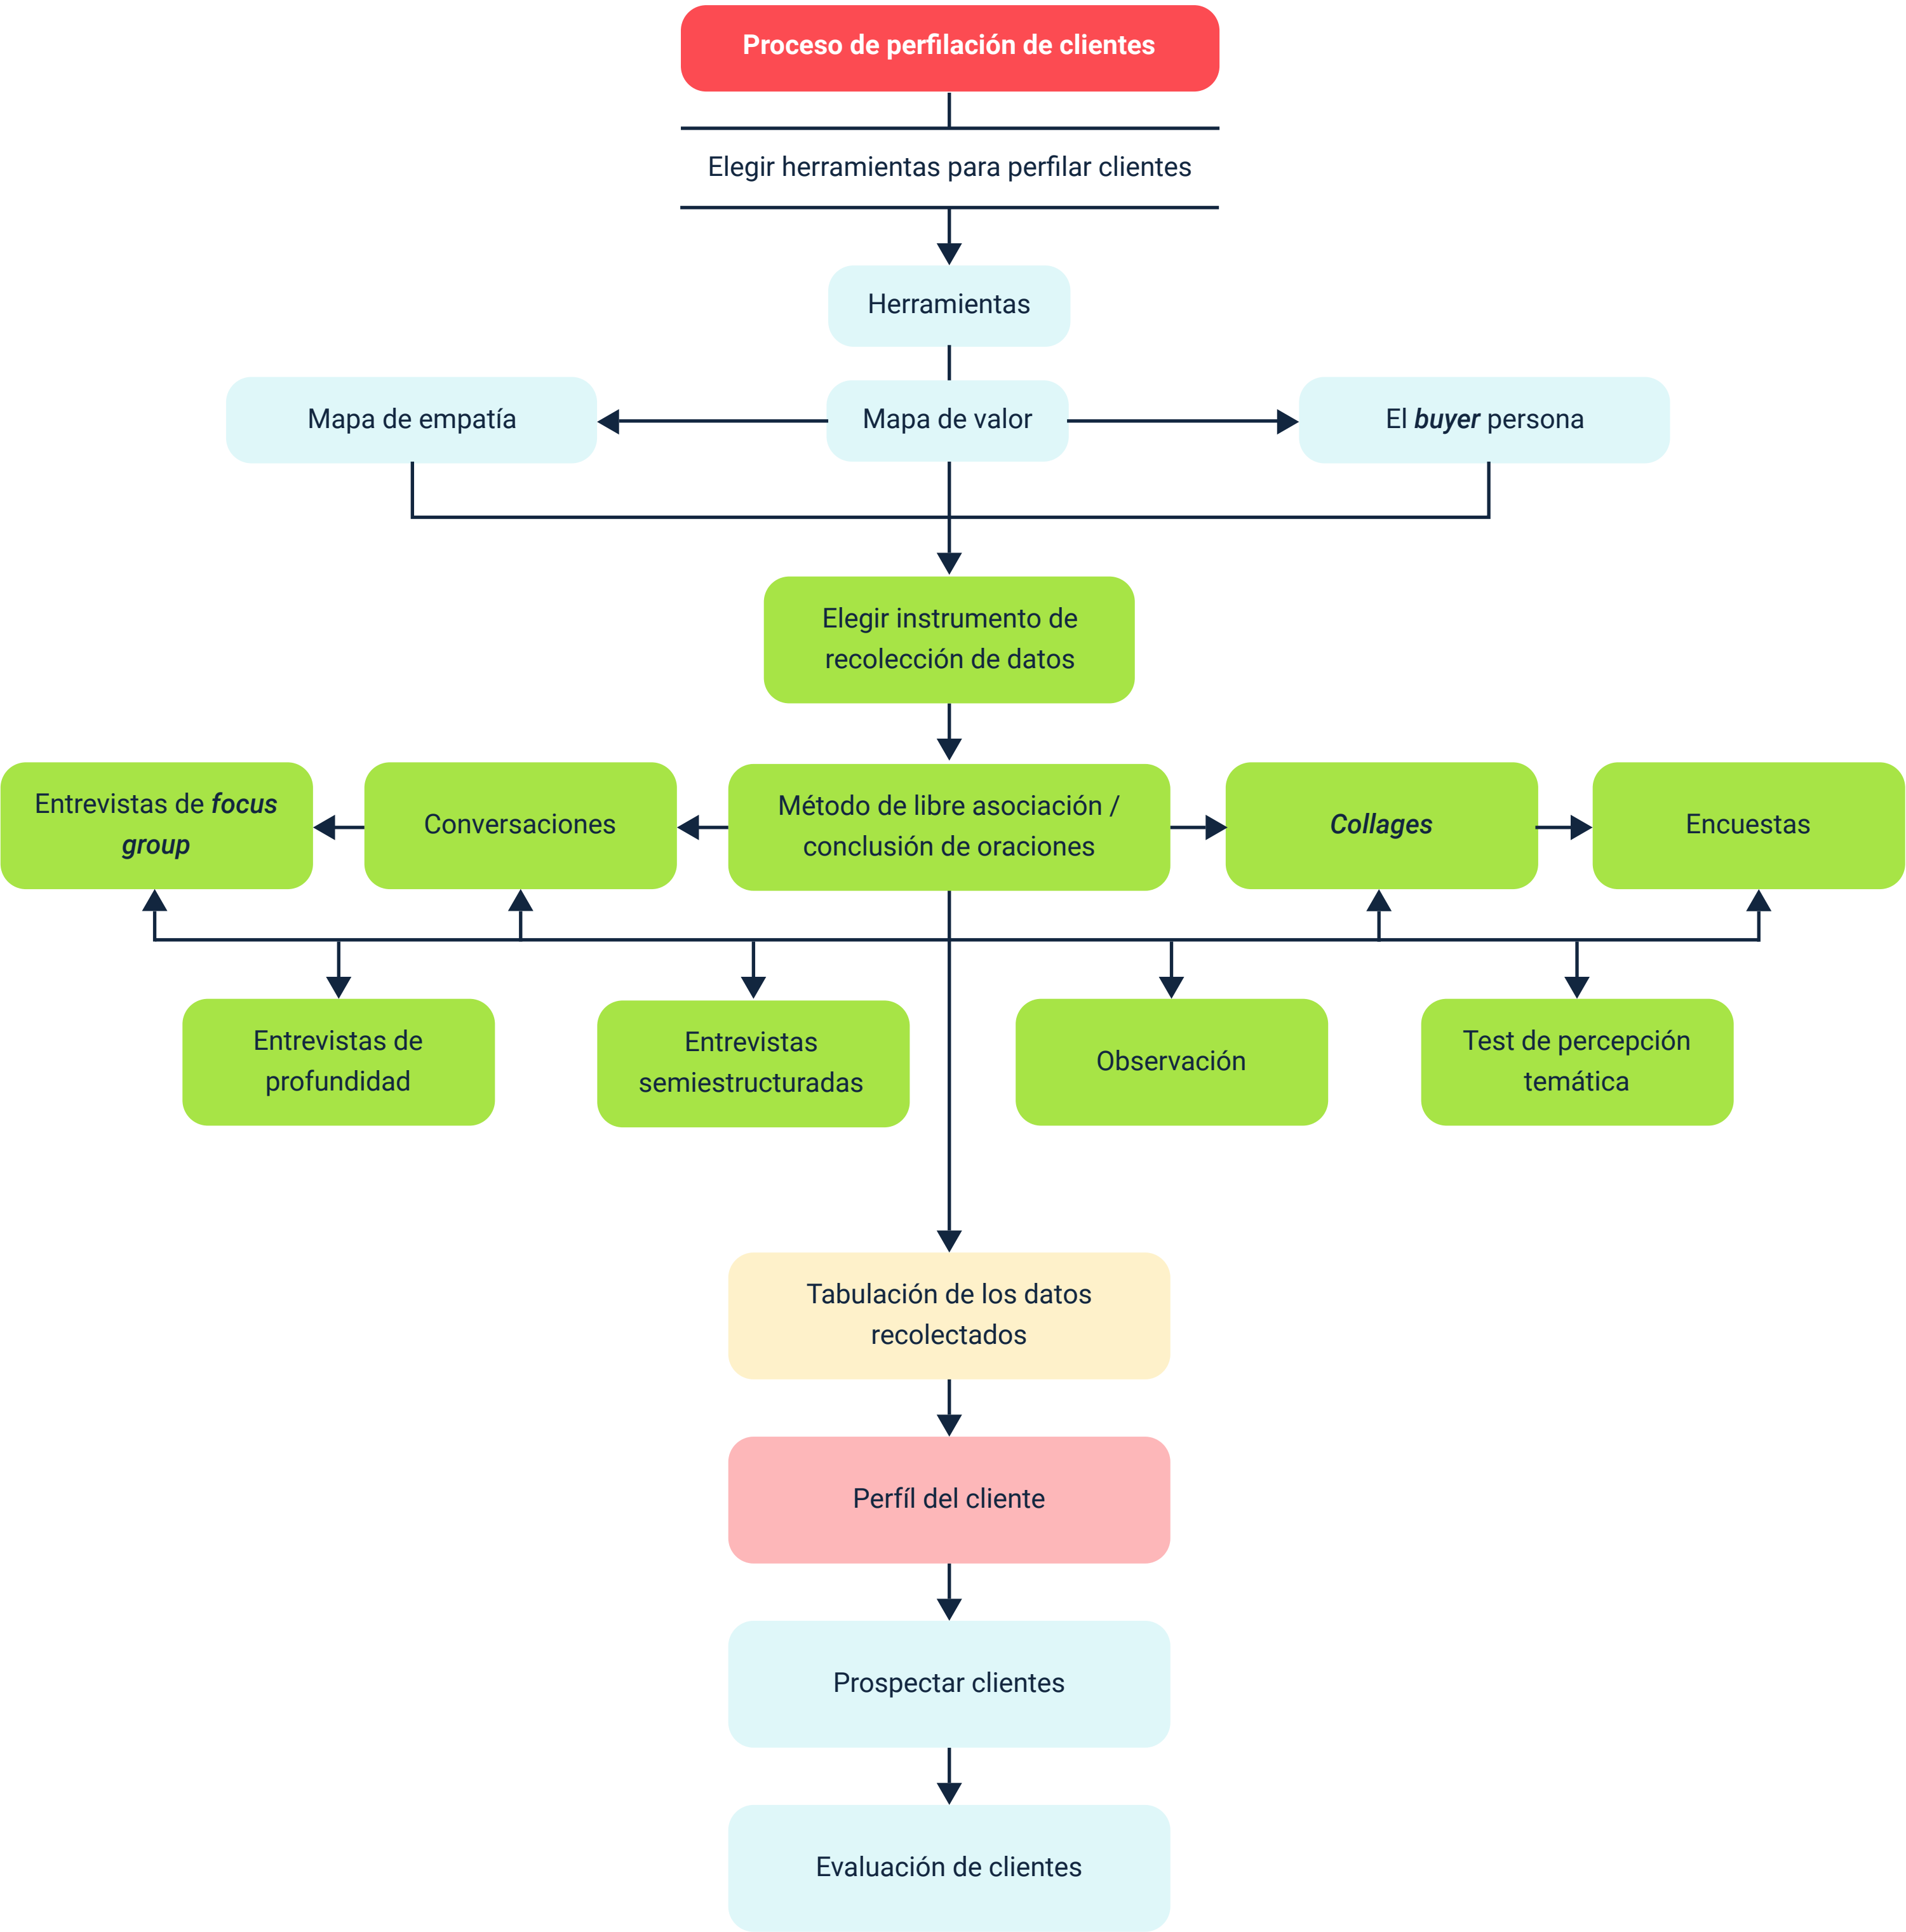 Proceso de perfilación de clientes
Elegir herramientas para perfilar clientes
Herramientas
Mapa de empatía
Mapa de valor
El buyer persona
Elegir instrumento de
recolección de datos
Entrevistas de focus
group
Conversaciones
Método de libre asociación /
conclusión de oraciones
Collages
Encuestas
Entrevistas de
profundidad
Entrevistas
semiestructuradas
Observación
Test de percepción
temática
Tabulación de los datos
recolectados
Perfíl del cliente
Prospectar clientes
Evaluación de clientes